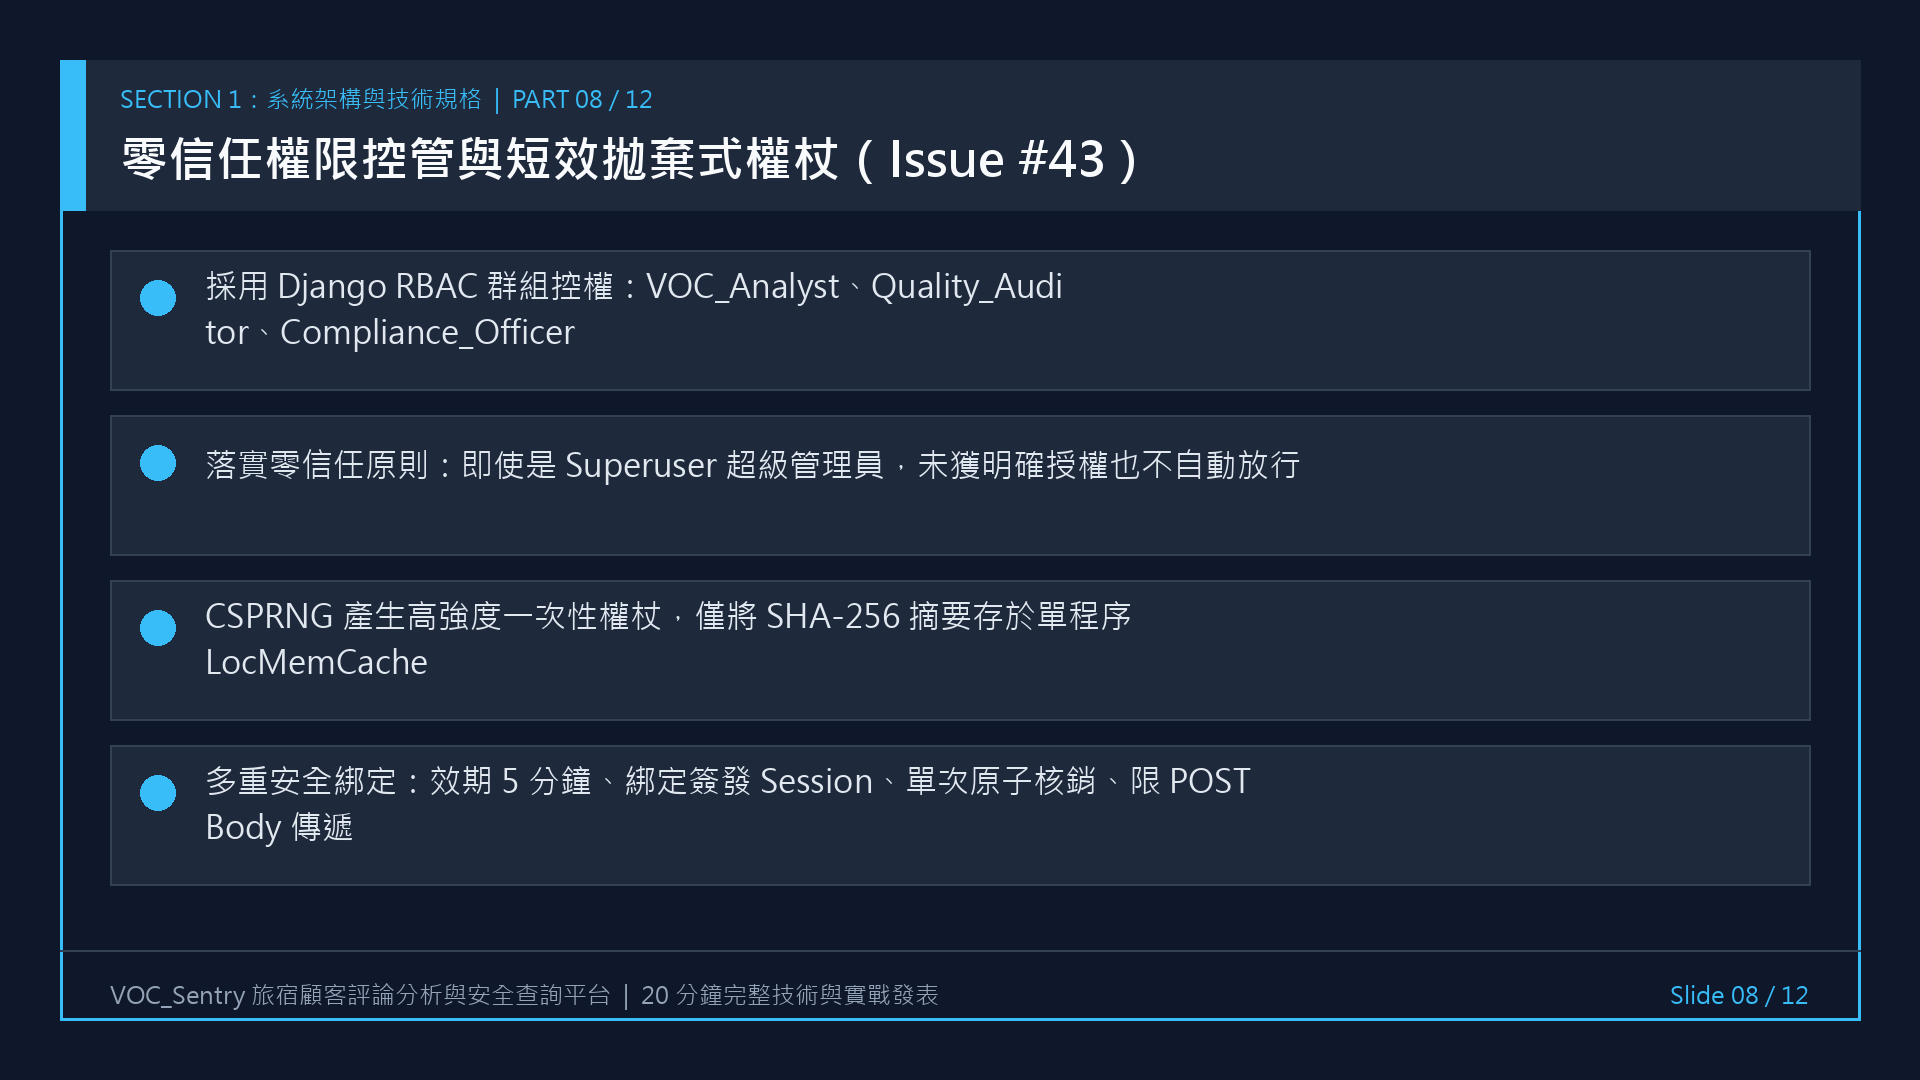 SECTION 1：系統架構與技術規格 | PART 08 / 12
零信任權限控管與短效拋棄式權杖（Issue #43）
採用 Django RBAC 群組控權：VOC_Analyst、Quality_Audi
tor、Compliance_Officer
落實零信任原則：即使是 Superuser 超級管理員，未獲明確授權也不自動放行
CSPRNG 產生高強度一次性權杖，僅將 SHA-256 摘要存於單程序
LocMemCache
多重安全綁定：效期 5 分鐘、綁定簽發 Session、單次原子核銷、限 POST
Body 傳遞
VOC_Sentry 旅宿顧客評論分析與安全查詢平台 | 20 分鐘完整技術與實戰發表
Slide 08 / 12